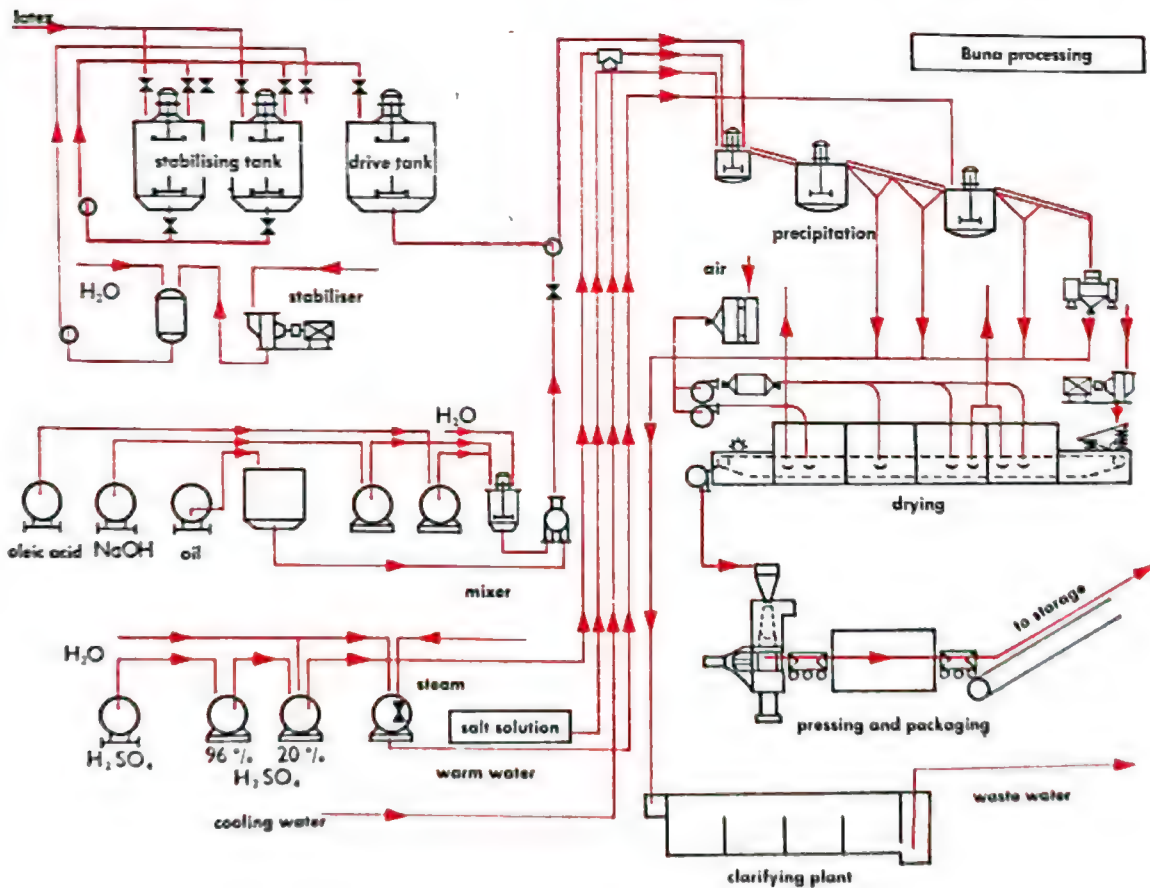 latex
Buna processing
stabilising tank
drive tank
precipitation
air
H₂O
stabiliser
H₂O
drying
oleic acid
NaOH
oil
mixer
to storage
H₂O
steam
pressing and packaging
salt solution
H₂SO₄
96 %
20 %
H₂SO₄
warm water
waste water
cooling water
clarifying plant